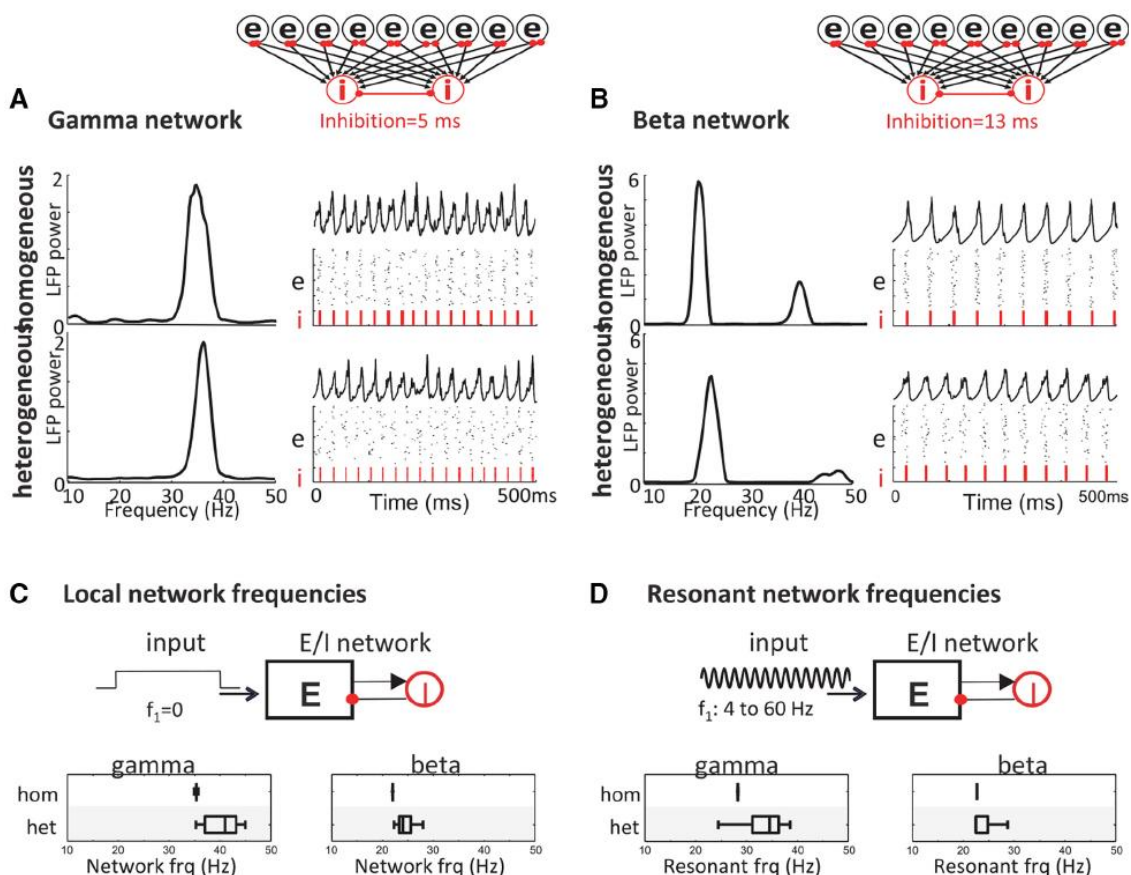 e e e e e e e e e
i i
A
Gamma network
Inhibition=5 ms
homogeneous
2
LFP power
0
e
i
heterogeneous
2
LFP power
0
10 20 30 40 50
Frequency (Hz)
e
i
0 500ms
Time (ms)
e e e e e e e e e
i i
B
Beta network
Inhibition=13 ms
homogeneous
6
LFP power
0
e
i
heterogeneous
6
LFP power
0
10 20 30 40 50
Frequency (Hz)
e
i
0 500ms
Time (ms)
C Local network frequencies
input E/I network
E I
f1=0
gamma beta
hom
het
10 20 30 40 50 10 20 30 40 50
Network frq (Hz) Network frq (Hz)
D Resonant network frequencies
input E/I network
E I
f1: 4 to 60 Hz
gamma beta
hom
het
10 20 30 40 50 10 20 30 40 50
Resonant frq (Hz) Resonant frq (Hz)